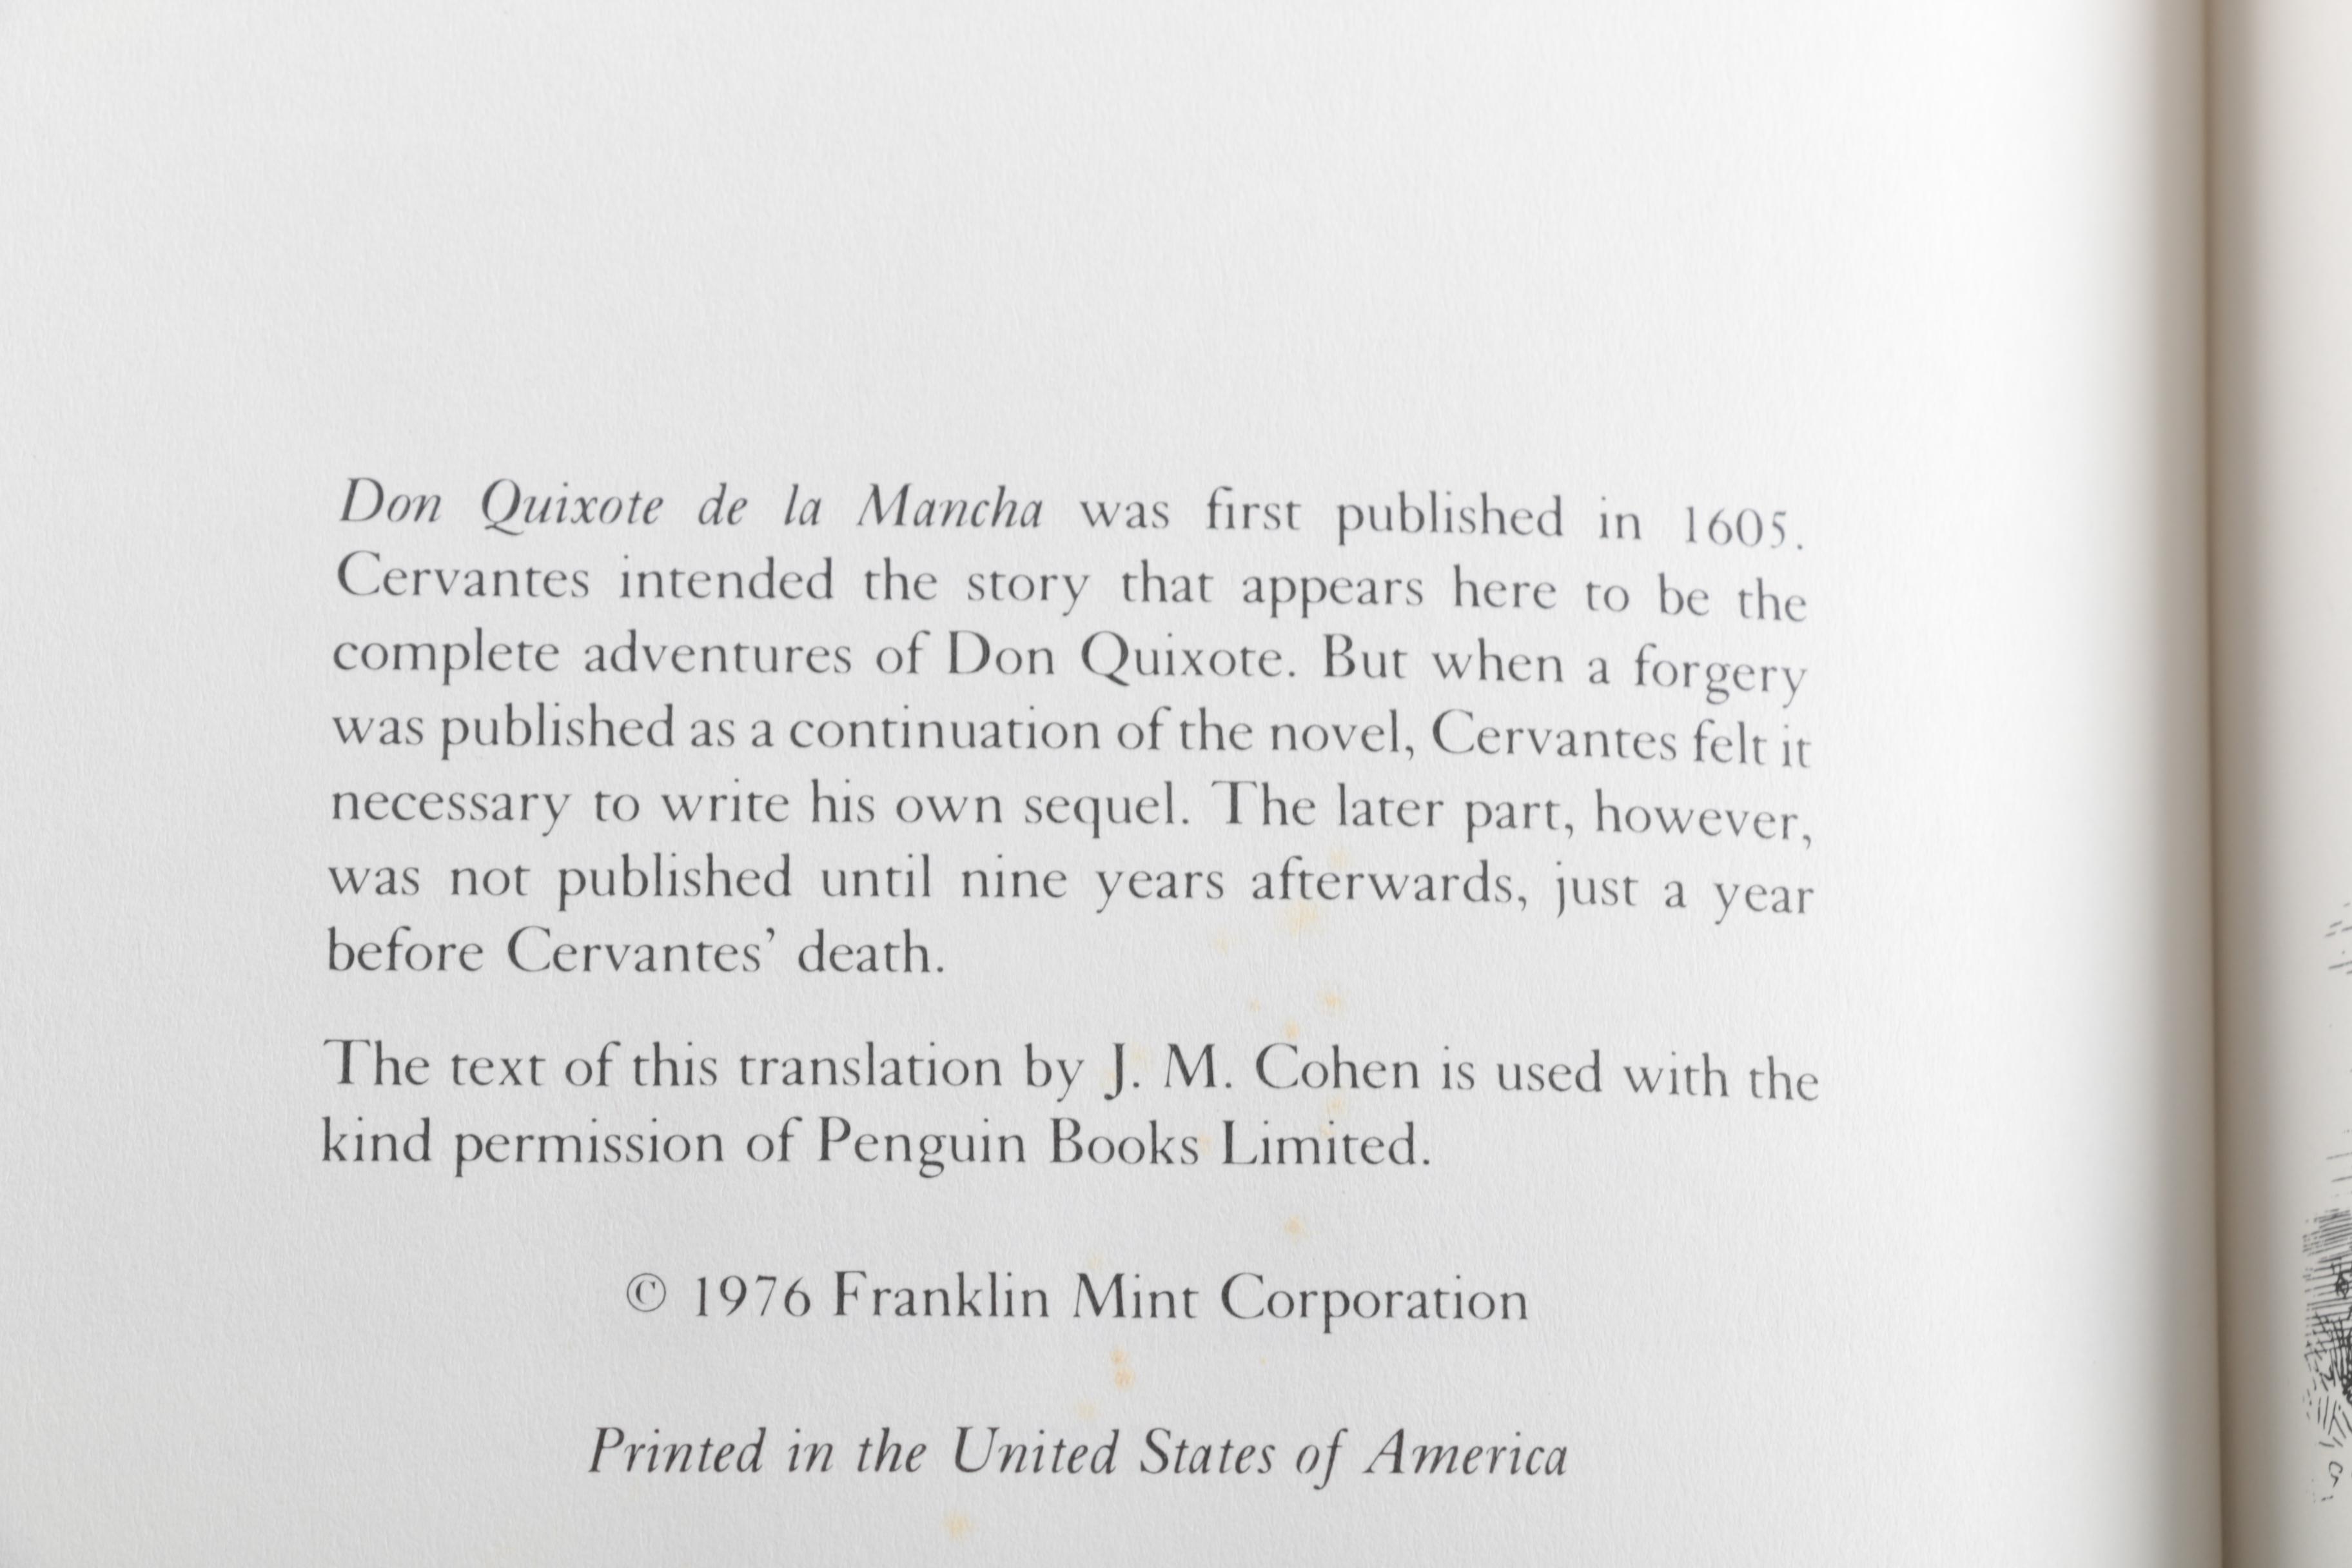 Don Quixote de la Mancha was first published in 1605.
Cervantes intended the story that appears here to be the
complete adventures of Don Quixote. But when a forgery
was published as a continuation of the novel, Cervantes felt it
necessary to write his own sequel. The later part, however,
was not published until nine years afterwards, just a year
before Cervantes’ death.
The text of this translation by J. M. Cohen is used with the
kind permission of Penguin Books Limited.
© 1976 Franklin Mint Corporation
Printed in the United States of America